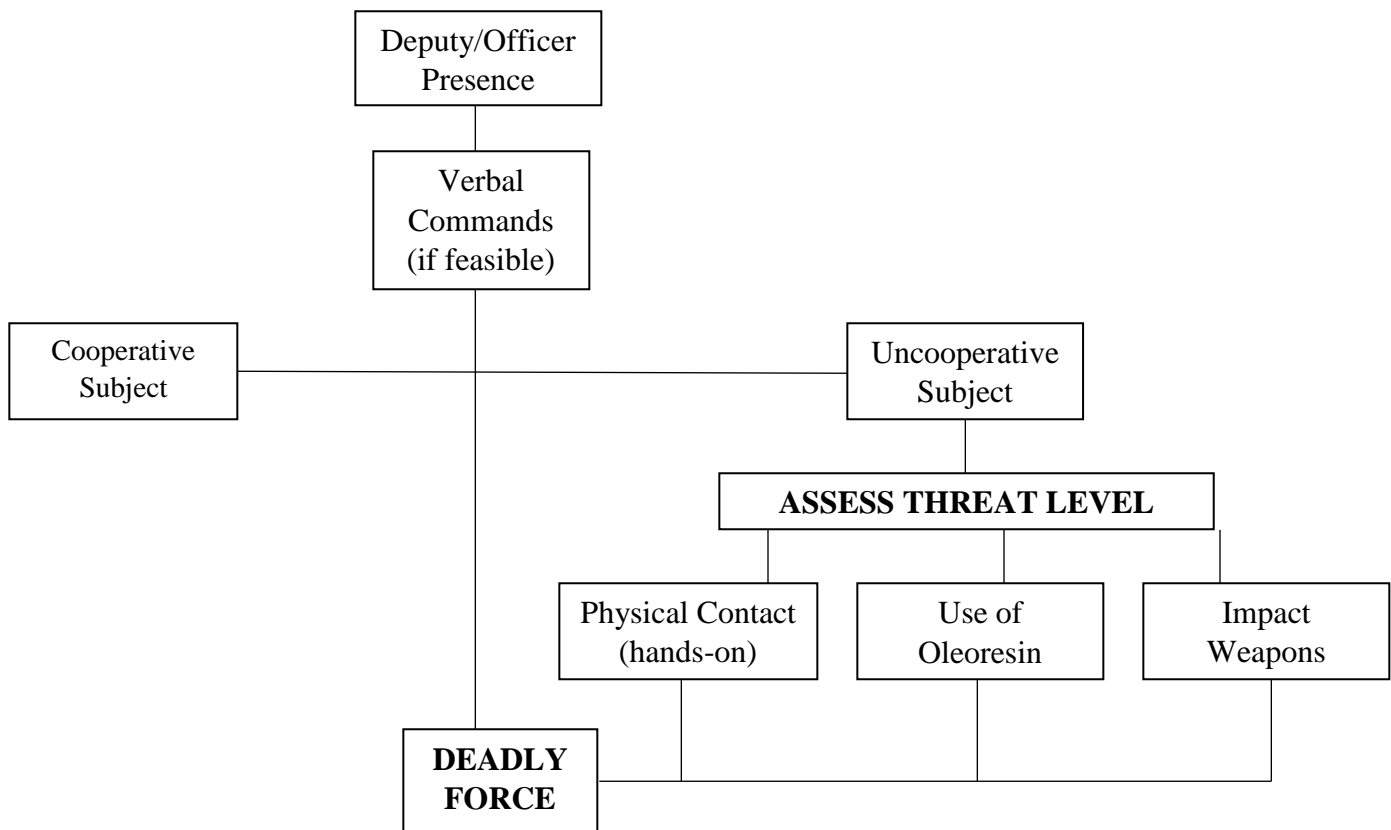 Deputy/Officer
Presence
Verbal
Commands
(if feasible)
Cooperative
Subject
Uncooperative
Subject
ASSESS THREAT LEVEL
Physical Contact
(hands-on)
Use of
Oleoresin
Impact
Weapons
DEADLY
FORCE